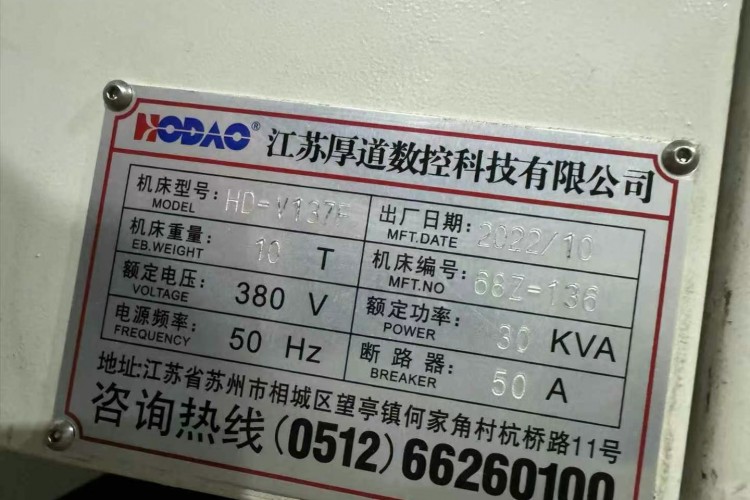 HODAO® 江苏厚道数控科技有限公司
机床型号: HD-V137F 出厂日期: 2022/10
MODEL MFT.DATE
机床重量: 10 T 机床编号: 68Z-136
EB.WEIGHT MFT.NO
额定电压: 380 V 额定功率: 30 KVA
VOLTAGE POWER
电源频率: 50 Hz 断路器: 50 A
FREQUENCY BREAKER
地址:江苏省苏州市相城区望亭镇何家角村杭桥路11号
咨询热线 (0512) 66260100